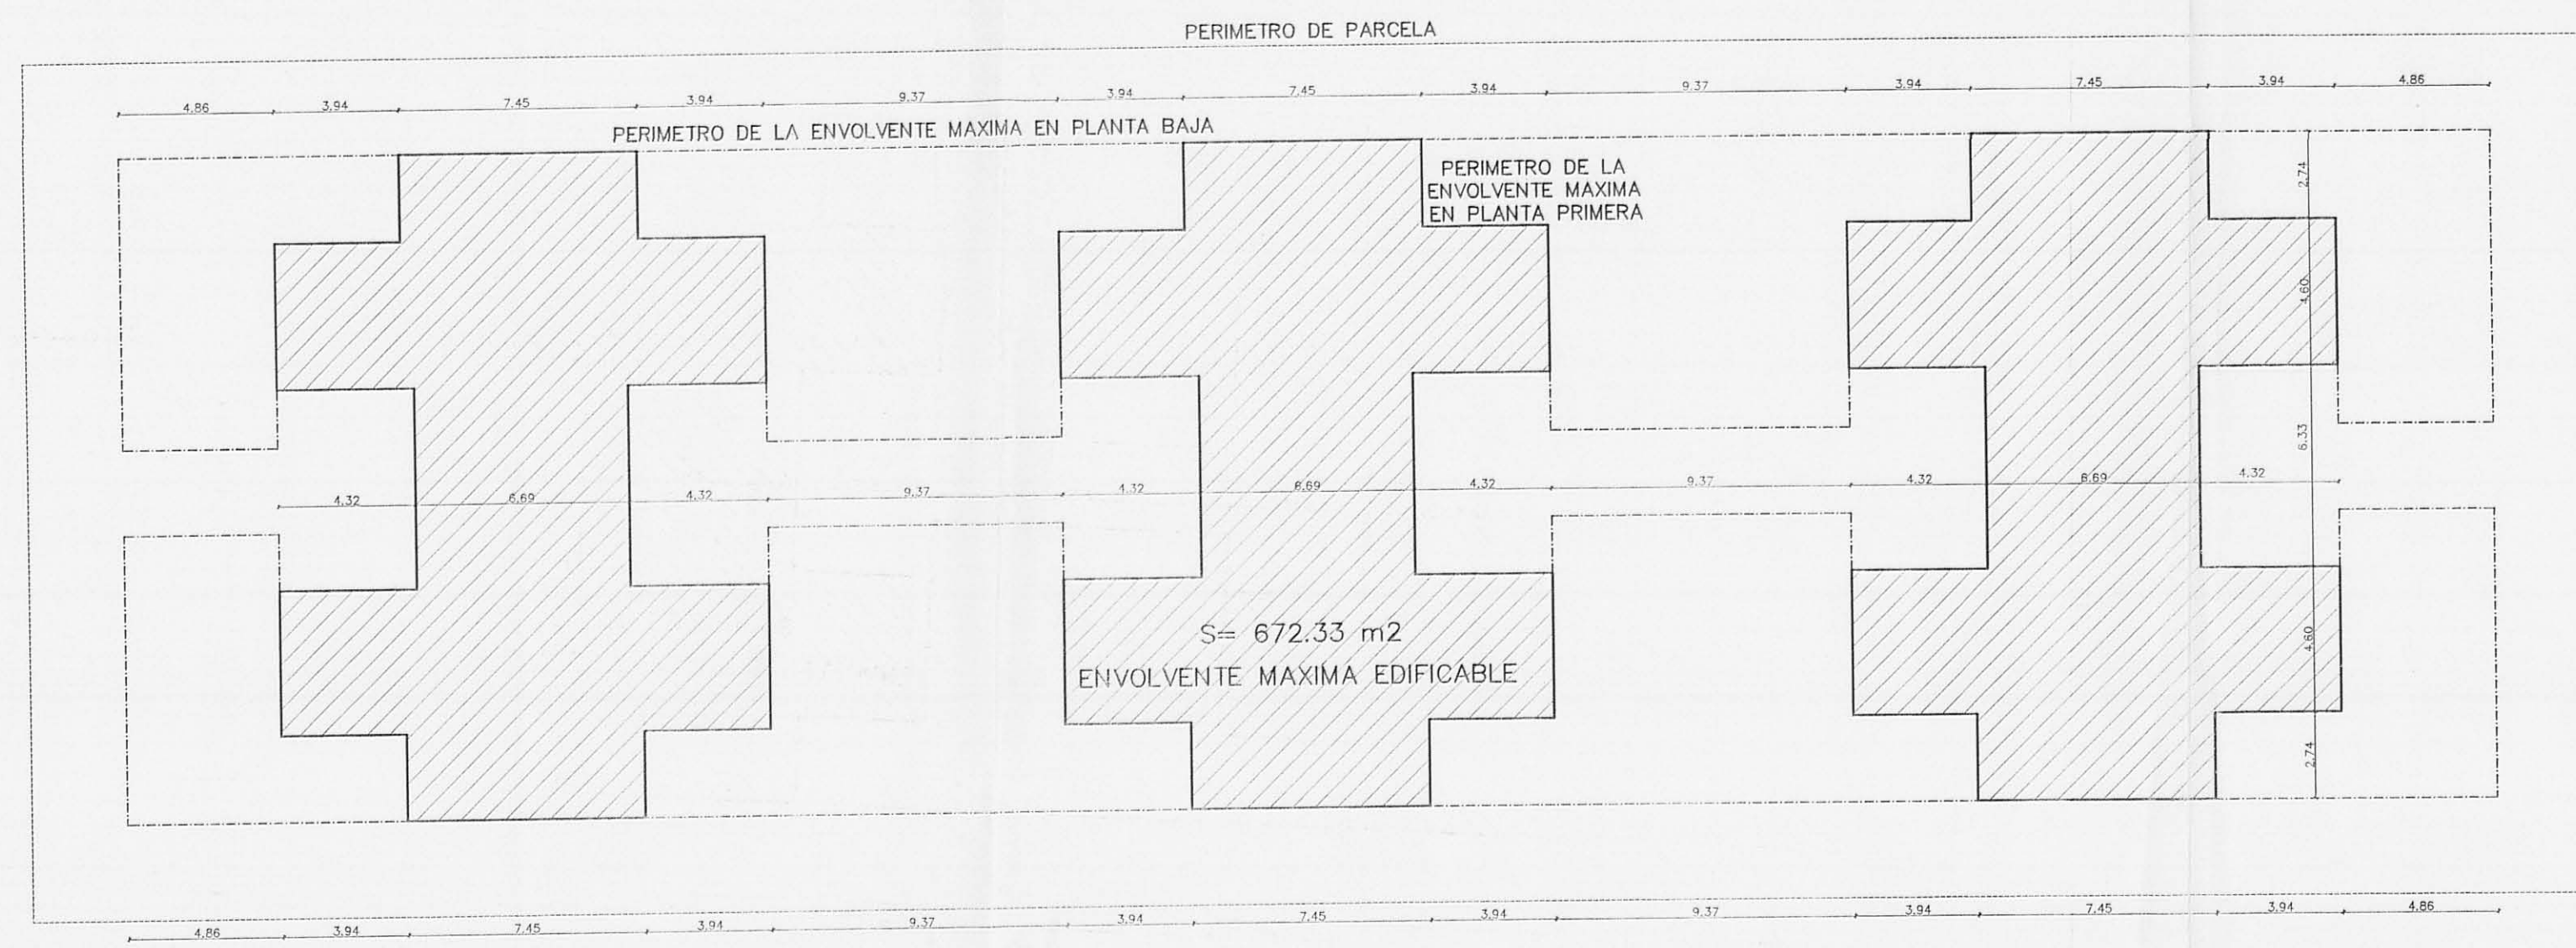 PERIMETRO DE PARCELA
4.86 3.94 7.45 3.94 9.37 3.94 7.45 3.94 9.37 3.94 7.45 3.94 4.86
PERIMETRO DE LA ENVOLVENTE MAXIMA EN PLANTA BAJA
PERIMETRO DE LA
ENVOLVENTE MAXIMA
EN PLANTA PRIMERA
2.74
4.60
6.33
4.32 6.69 4.32 9.37 4.32 6.69 4.32 9.37 4.32 6.69 4.32
S= 672.33 m2
ENVOLVENTE MAXIMA EDIFICABLE
4.60
2.74
4.86 3.94 7.45 3.94 9.37 3.94 7.45 3.94 9.37 3.94 7.45 3.94 4.86